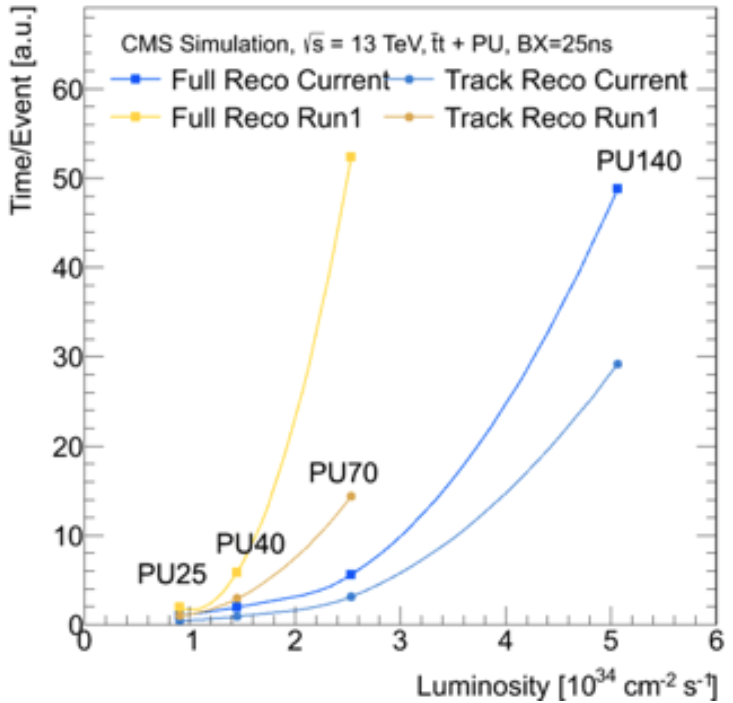 CMS Simulation, √s = 13 TeV, t̄t + PU, BX=25ns
Full Reco Current
Track Reco Current
Full Reco Run1
Track Reco Run1
Time/Event [a.u.]
60
50
40
30
20
10
0
PU140
PU70
PU40
PU25
0 1 2 3 4 5 6
Luminosity [10³⁴ cm⁻² s⁻¹]